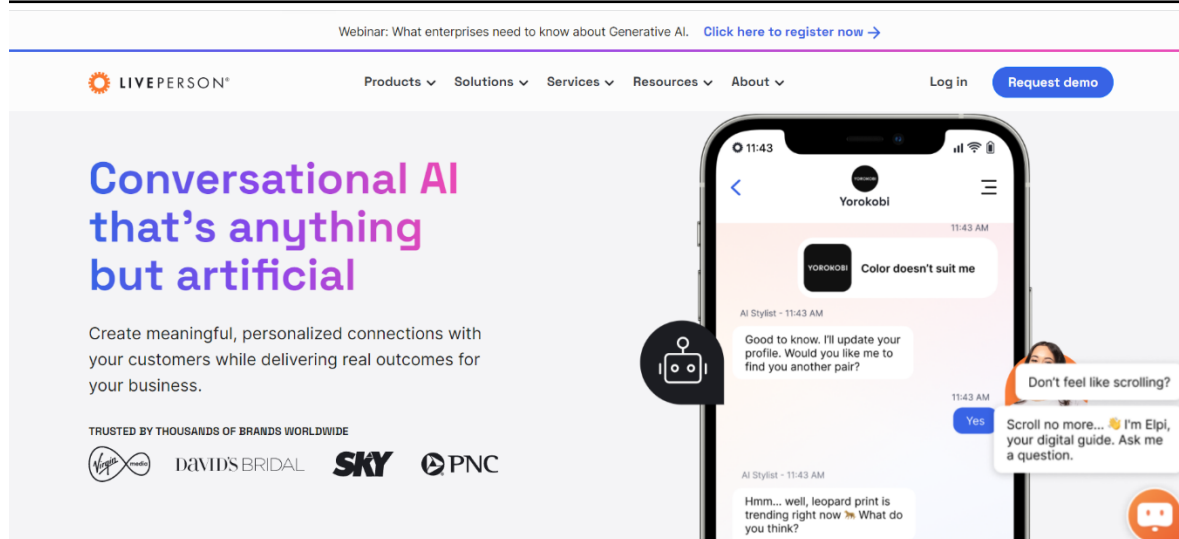 Webinar: What enterprises need to know about Generative AI. Click here to register now →
LIVEPERSON®
Products Solutions Services Resources About
Log in
Request demo
Conversational AI
that's anything
but artificial
Create meaningful, personalized connections with
your customers while delivering real outcomes for
your business.
TRUSTED BY THOUSANDS OF BRANDS WORLDWIDE
Virgin media
DAVID'S BRIDAL
SKY
PNC
11:43
YOROKOBI
Yorokobi
11:43 AM
YOROKOBI
Color doesn't suit me
AI Stylist - 11:43 AM
Good to know. I'll update your
profile. Would you like me to
find you another pair?
11:43 AM
Yes
AI Stylist - 11:43 AM
Hmm... well, leopard print is
trending right now 🐆 What do
you think?
Don't feel like scrolling?
Scroll no more... 👋 I'm Elpi,
your digital guide. Ask me
a question.